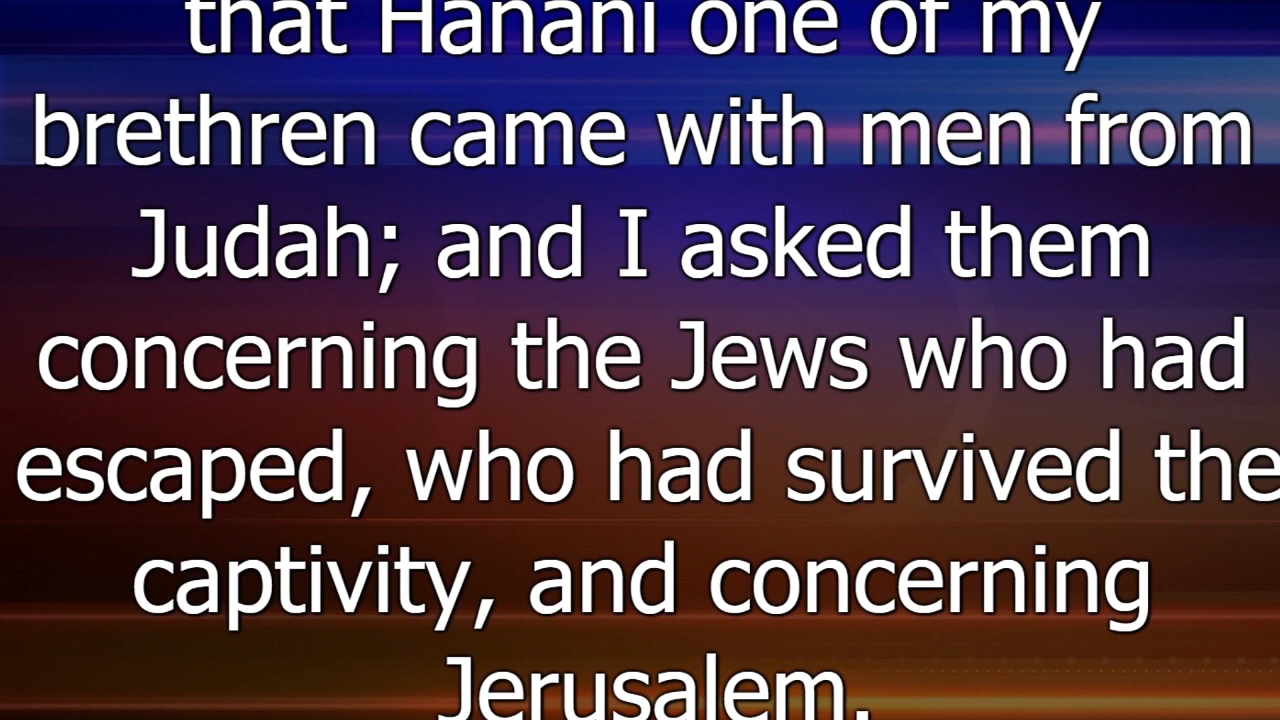 that Hanani one of my
brethren came with men from
Judah; and I asked them
concerning the Jews who had
escaped, who had survived the
captivity, and concerning
Jerusalem.